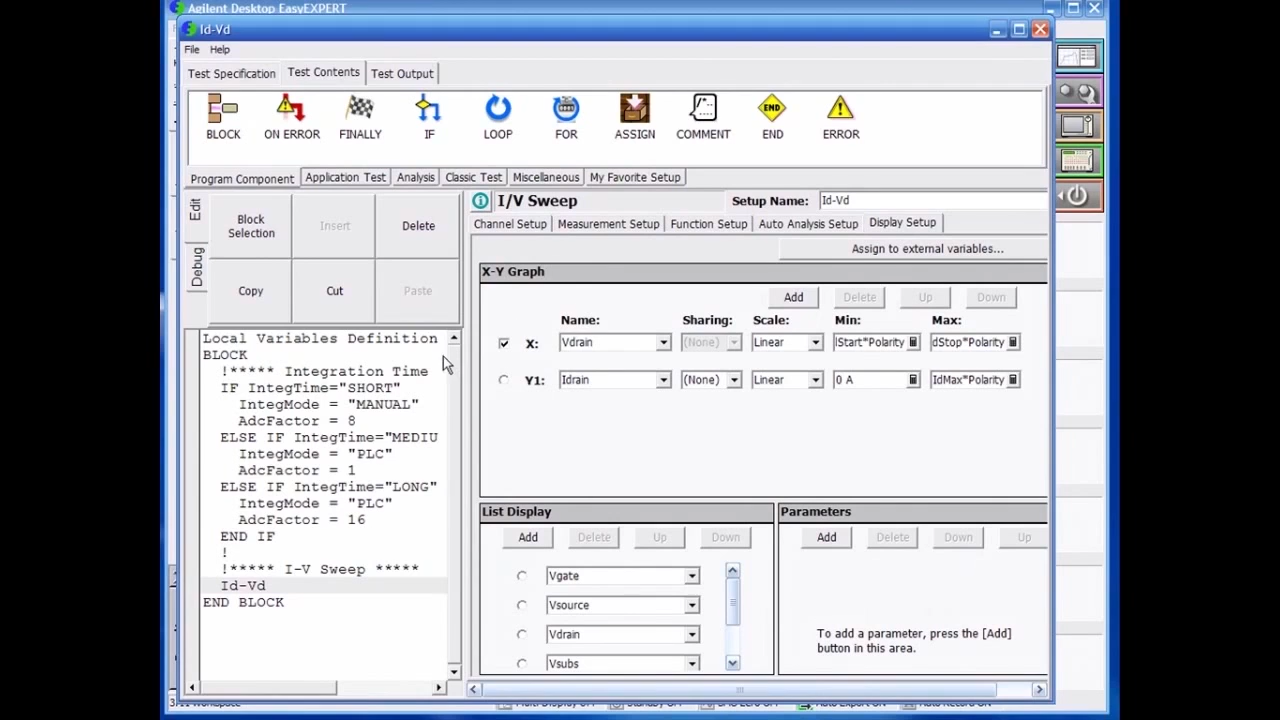 Agilent Desktop EasyEXPERT
Id-Vd
File Help
Test Specification Test Contents Test Output
BLOCK ON ERROR FINALLY IF LOOP FOR ASSIGN COMMENT END ERROR
END
Program Component Application Test Analysis Classic Test Miscellaneous My Favorite Setup
Edit
Debug
Block Selection Insert Delete
Copy Cut Paste
Local Variables Definition
BLOCK
!***** Integration Time
IF IntegTime="SHORT"
IntegMode = "MANUAL"
AdcFactor = 8
ELSE IF IntegTime="MEDIU
IntegMode = "PLC"
AdcFactor = 1
ELSE IF IntegTime="LONG"
IntegMode = "PLC"
AdcFactor = 16
END IF
!
!***** I-V Sweep *****
Id-Vd
END BLOCK
I/V Sweep Setup Name: Id-Vd
Channel Setup Measurement Setup Function Setup Auto Analysis Setup Display Setup
Assign to external variables...
X-Y Graph
Add Delete Up Down
Name: Sharing: Scale: Min: Max:
X: Vdrain (None) Linear lStart*Polarity dStop*Polarity
Y1: Idrain (None) Linear 0 A IdMax*Polarity
List Display
Add Delete Up Down
Vgate
Vsource
Vdrain
Vsubs
Parameters
Add Delete Down Up
To add a parameter, press the [Add]
button in this area.